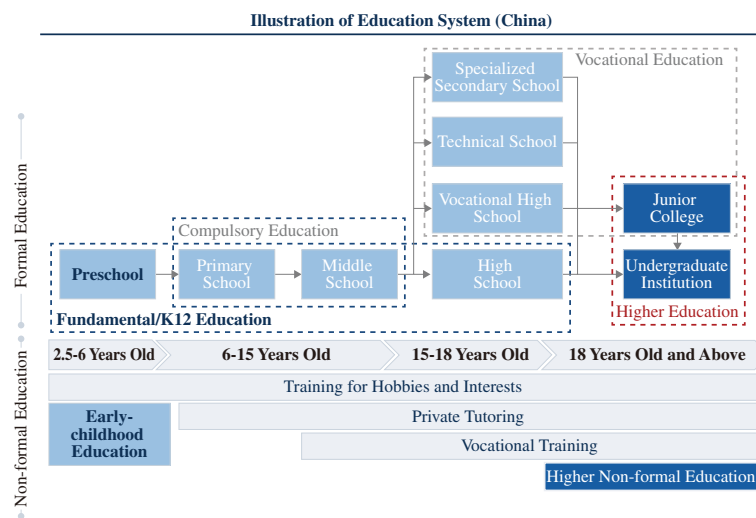 Illustration of Education System (China)
Formal Education
Non-formal Education
Vocational Education
Specialized
Secondary School
Technical School
Vocational High
School
Junior
College
Compulsory Education
Preschool
Primary
School
Middle
School
High
School
Undergraduate
Institution
Fundamental/K12 Education
Higher Education
2.5-6 Years Old
6-15 Years Old
15-18 Years Old
18 Years Old and Above
Training for Hobbies and Interests
Early-
childhood
Education
Private Tutoring
Vocational Training
Higher Non-formal Education